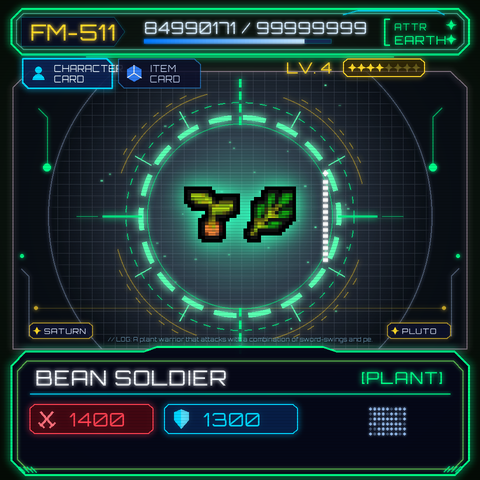 FM-511
84990171 / 99999999
ATTR
EARTH
CHARACTER
CARD
ITEM
CARD
LV.4
SATURN
PLUTO
// LOD: A plant warrior that attacks with a combination of sword-swings and pe
BEAN SOLDIER
[PLANT]
1400
1300